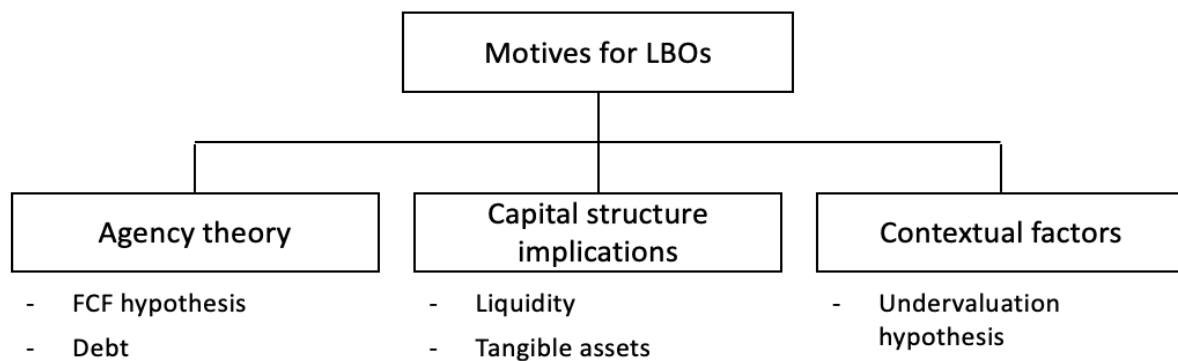 Motives for LBOs
Agency theory
Capital structure
implications
Contextual factors
- FCF hypothesis
- Debt
- Liquidity
- Tangible assets
- Undervaluation
hypothesis